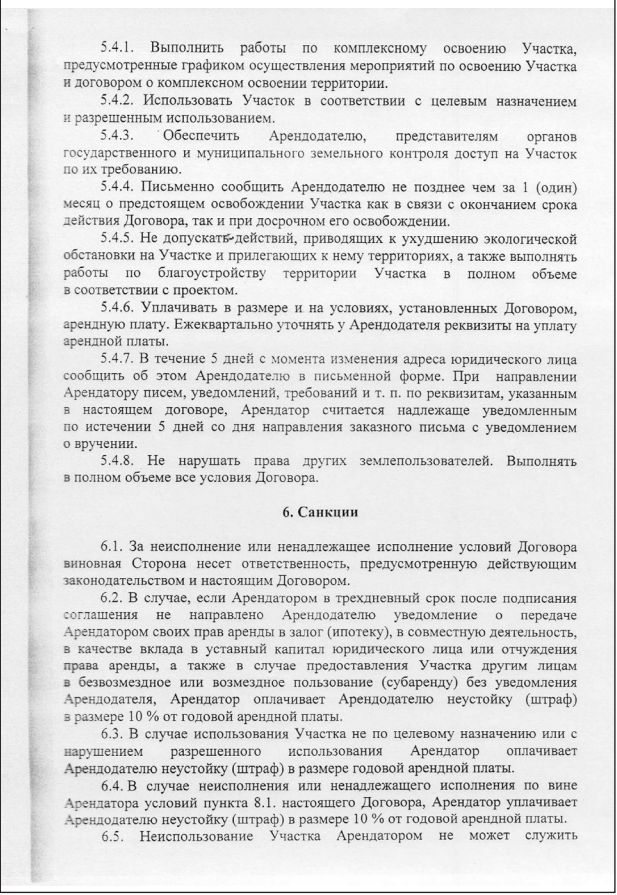 5.4.1. Выполнить работы по комплексному освоению Участка,
предусмотренные графиком осуществления мероприятий по освоению Участка
и договором о комплексном освоении территории.
5.4.2. Использовать Участок в соответствии с целевым назначением
и разрешенным использованием.
5.4.3. Обеспечить Арендодателю, представителям органов
государственного и муниципального земельного контроля доступ на Участок
по их требованию.
5.4.4. Письменно сообщить Арендодателю не позднее чем за 1 (один)
месяц о предстоящем освобождении Участка как в связи с окончанием срока
действия Договора, так и при досрочном его освобождении.
5.4.5. Не допускать действий, приводящих к ухудшению экологической
обстановки на Участке и прилегающих к нему территориях, а также выполнять
работы по благоустройству территории Участка в полном объеме
в соответствии с проектом.
5.4.6. Уплачивать в размере и на условиях, установленных Договором,
арендную плату. Ежеквартально уточнять у Арендодателя реквизиты на уплату
арендной платы.
5.4.7. В течение 5 дней с момента изменения адреса юридического лица
сообщить об этом Арендодателю в письменной форме. При направлении
Арендатору писем, уведомлений, требований и т. п. по реквизитам, указанным
в настоящем договоре, Арендатор считается надлежаще уведомленным
по истечении 5 дней со дня направления заказного письма с уведомлением
о вручении.
5.4.8. Не нарушать права других землепользователей. Выполнять
в полном объеме все условия Договора.
6. Санкции
6.1. За неисполнение или ненадлежащее исполнение условий Договора
виновная Сторона несет ответственность, предусмотренную действующим
законодательством и настоящим Договором.
6.2. В случае, если Арендатором в трехдневный срок после подписания
соглашения не направлено Арендодателю уведомление о передаче
Арендатором своих прав аренды в залог (ипотеку), в совместную деятельность,
в качестве вклада в уставный капитал юридического лица или отчуждения
права аренды, а также в случае предоставления Участка другим лицам
в безвозмездное или возмездное пользование (субаренду) без уведомления
Арендодателя, Арендатор оплачивает Арендодателю неустойку (штраф)
в размере 10 % от годовой арендной платы.
6.3. В случае использования Участка не по целевому назначению или с
нарушением разрешенного использования Арендатор оплачивает
Арендодателю неустойку (штраф) в размере годовой арендной платы.
6.4. В случае неисполнения или ненадлежащего исполнения по вине
Арендатора условий пункта 8.1. настоящего Договора, Арендатор уплачивает
Арендодателю неустойку (штраф) в размере 10 % от годовой арендной платы.
6.5. Неиспользование Участка Арендатором не может служить